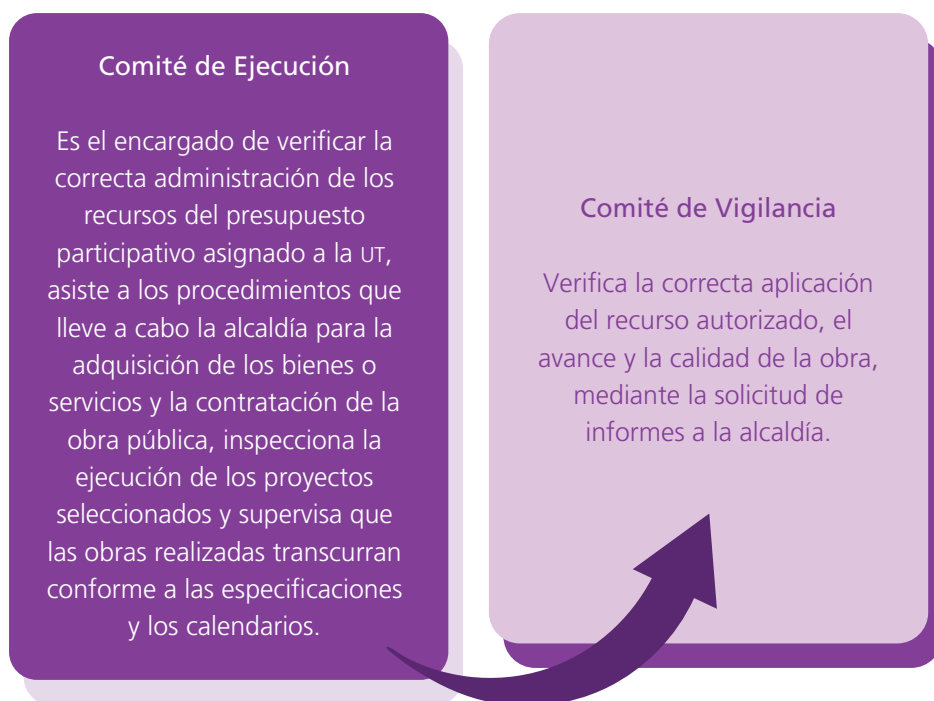 Comité de Ejecución
Es el encargado de verificar la
correcta administración de los
recursos del presupuesto
participativo asignado a la UT,
asiste a los procedimientos que
lleve a cabo la alcaldía para la
adquisición de los bienes o
servicios y la contratación de la
obra pública, inspecciona la
ejecución de los proyectos
seleccionados y supervisa que
las obras realizadas transcurran
conforme a las especificaciones
y los calendarios.
Comité de Vigilancia
Verifica la correcta aplicación
del recurso autorizado, el
avance y la calidad de la obra,
mediante la solicitud de
informes a la alcaldía.